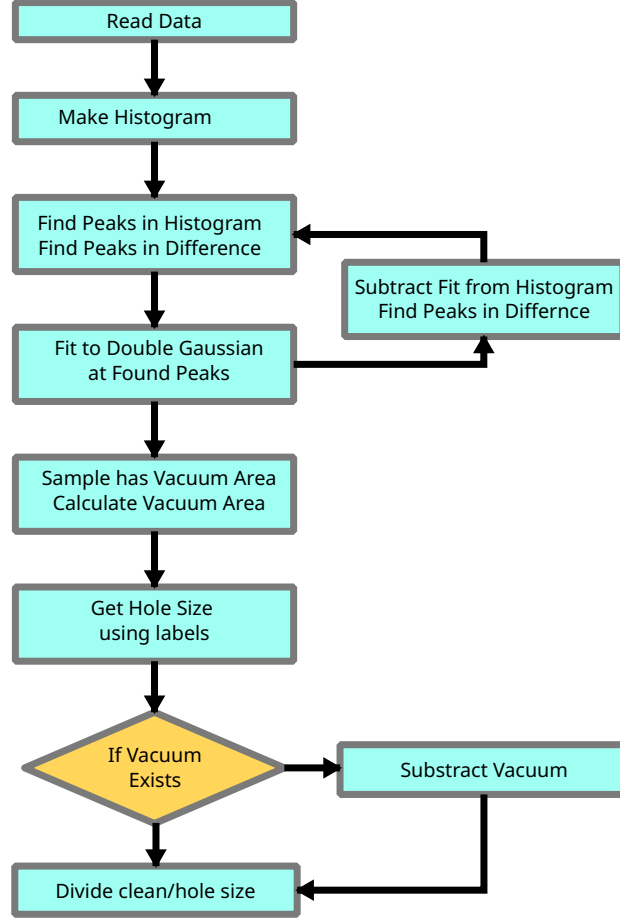 Read Data
Make Histogram
Find Peaks in Histogram
Find Peaks in Difference
Subtract Fit from Histogram
Find Peaks in Differnce
Fit to Double Gaussian
at Found Peaks
Sample has Vacuum Area
Calculate Vacuum Area
Get Hole Size
using labels
If Vacuum
Exists
Substract Vacuum
Divide clean/hole size